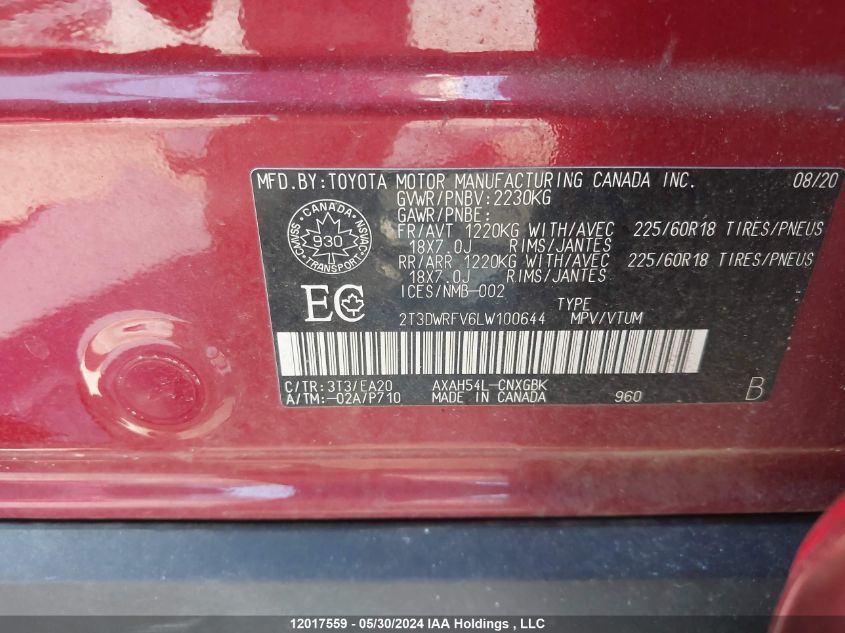 MFD.BY:TOYOTA MOTOR MANUFACTURING CANADA INC. 08/20
GVWR/PNBV:2230KG
GAWR/PNBE:
FR/AVT 1220KG WITH/AVEC 225/60R18 TIRES/PNEUS
18X7.0J RIMS/JANTES
RR/ARR 1220KG WITH/AVEC 225/60R18 TIRES/PNEUS
18X7.0J RIMS/JANTES
ICES/NMB-002
CANADA
CMVSS
930
NSVAC
TRANSPORT
EC
TYPE
2T3DWRFV6LW100644 MPV/VTUM
C/TR:3T3/EA20 AXAH54L-CNXGBK
A/TM:-02A/P710 MADE IN CANADA 960 B
12017559 - 05/30/2024 IAA Holdings , LLC